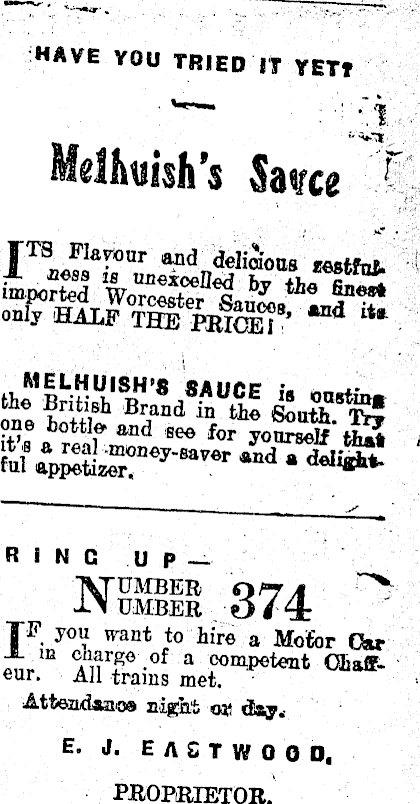 HAVE YOU TRIED IT YET?
Melhuish's Sauce
ITS Flavour and delicious zestful-
ness is unexcelled by the finest
imported Worcester Sauces, and its
only HALF THE PRICE!
MELHUISH'S SAUCE is ousting
the British Brand in the South. Try
one bottle and see for yourself that
it's a real money-saver and a delight-
ful appetizer.
RING UP—
NUMBER
NUMBER 374
IF you want to hire a Motor Car
in charge of a competent Chauff-
eur. All trains met.
Attendance night or day.
E. J. EASTWOOD,
PROPRIETOR.